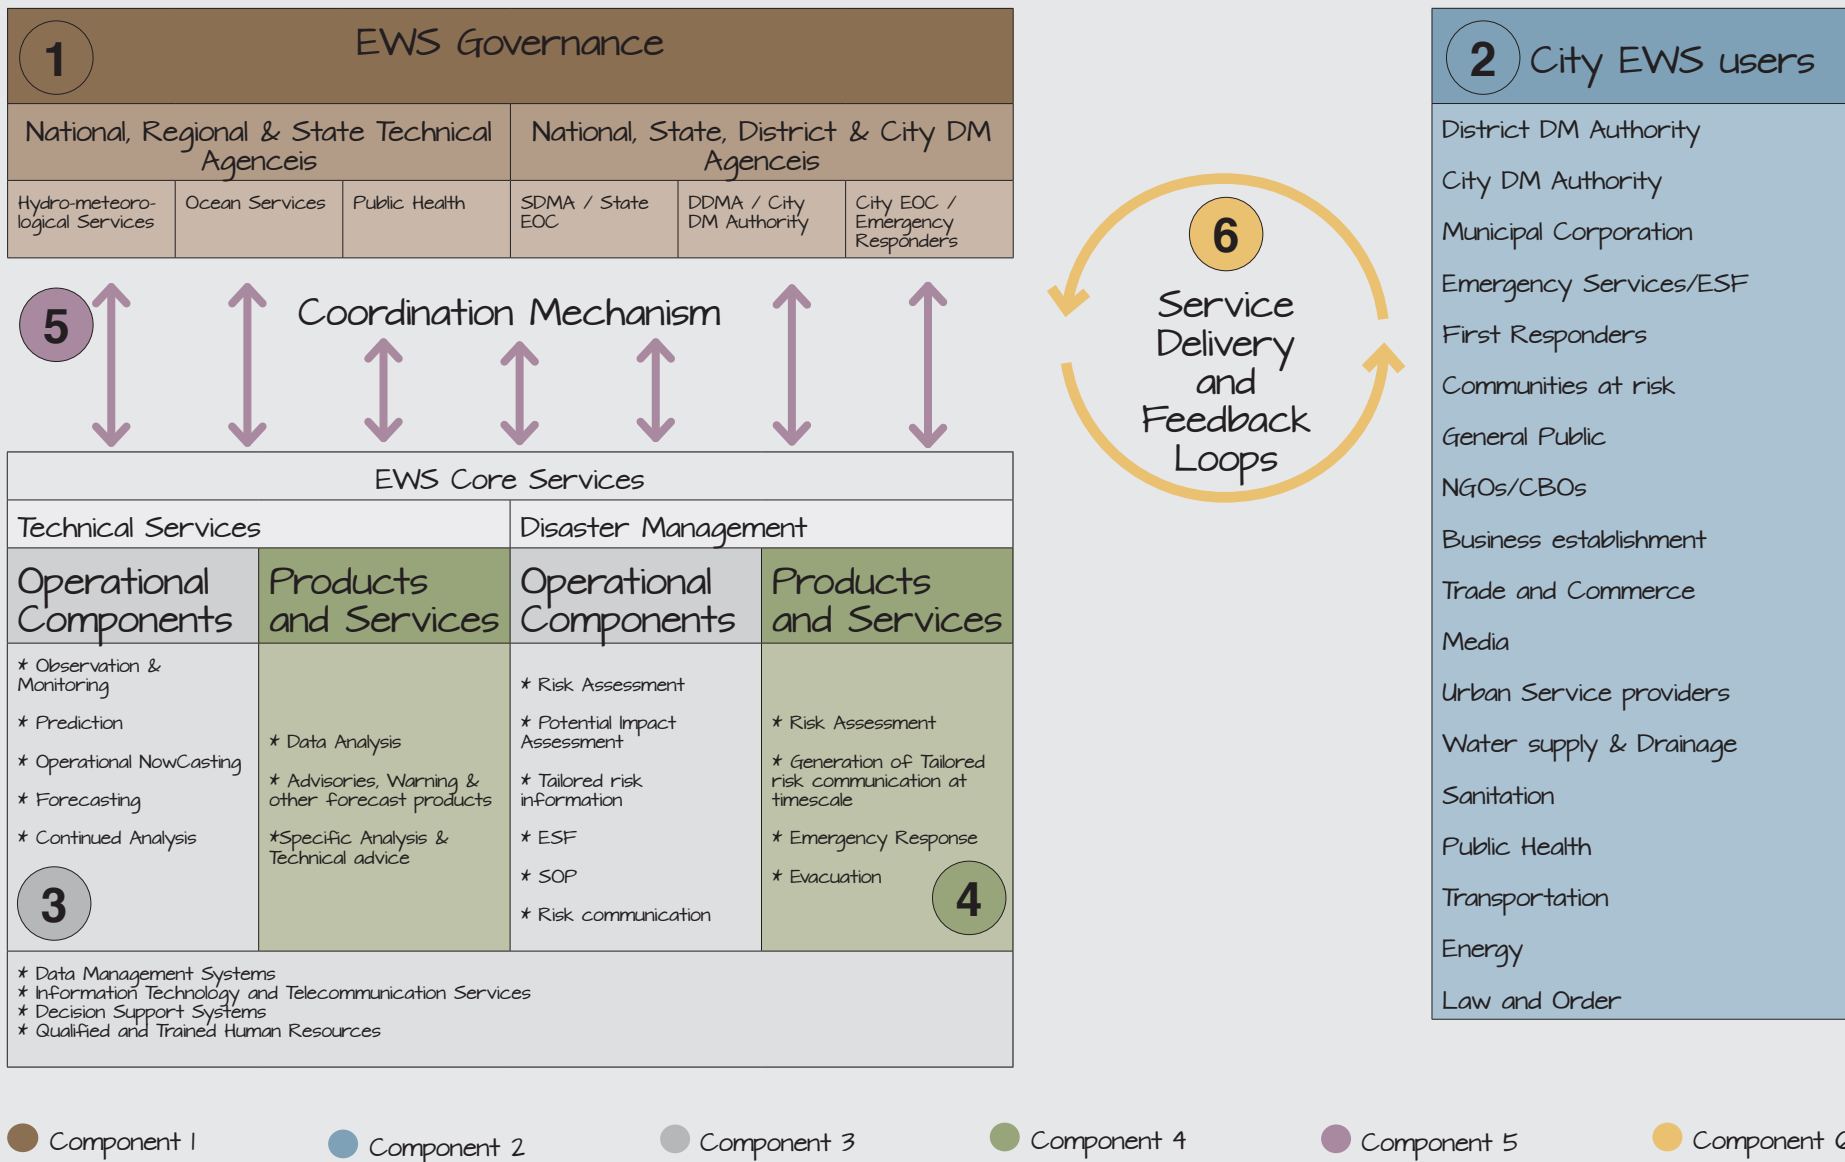 1
EWS Governance
National, Regional & State Technical
Agenceis
National, State, District & City DM
Agenceis
Hydro-meteoro-
logical Services
Ocean Services
Public Health
SDMA / State
EOC
DDMA / City
DM Authority
City EOC /
Emergency
Responders
5
Coordination Mechanism
EWS Core Services
Technical Services
Disaster Management
Operational
Components
Products
and Services
Operational
Components
Products
and Services
* Observation &
Monitoring
* Prediction
* Operational NowCasting
* Forecasting
* Continued Analysis
3
* Data Analysis
* Advisories, Warning &
other forecast products
*Specific Analysis &
Technical advice
* Risk Assessment
* Potential Impact
Assessment
* Tailored risk
information
* ESF
* SOP
* Risk communication
* Risk Assessment
* Generation of Tailored
risk communication at
timescale
* Emergency Response
* Evacuation
4
* Data Management Systems
* Information Technology and Telecommunication Services
* Decision Support Systems
* Qualified and Trained Human Resources
6
Service
Delivery
and
Feedback
Loops
2
City EWS users
District DM Authority
City DM Authority
Municipal Corporation
Emergency Services/ESF
First Responders
Communities at risk
General Public
NGOs/CBOs
Business establishment
Trade and Commerce
Media
Urban Service providers
Water supply & Drainage
Sanitation
Public Health
Transportation
Energy
Law and Order
Component 1
Component 2
Component 3
Component 4
Component 5
Component 6